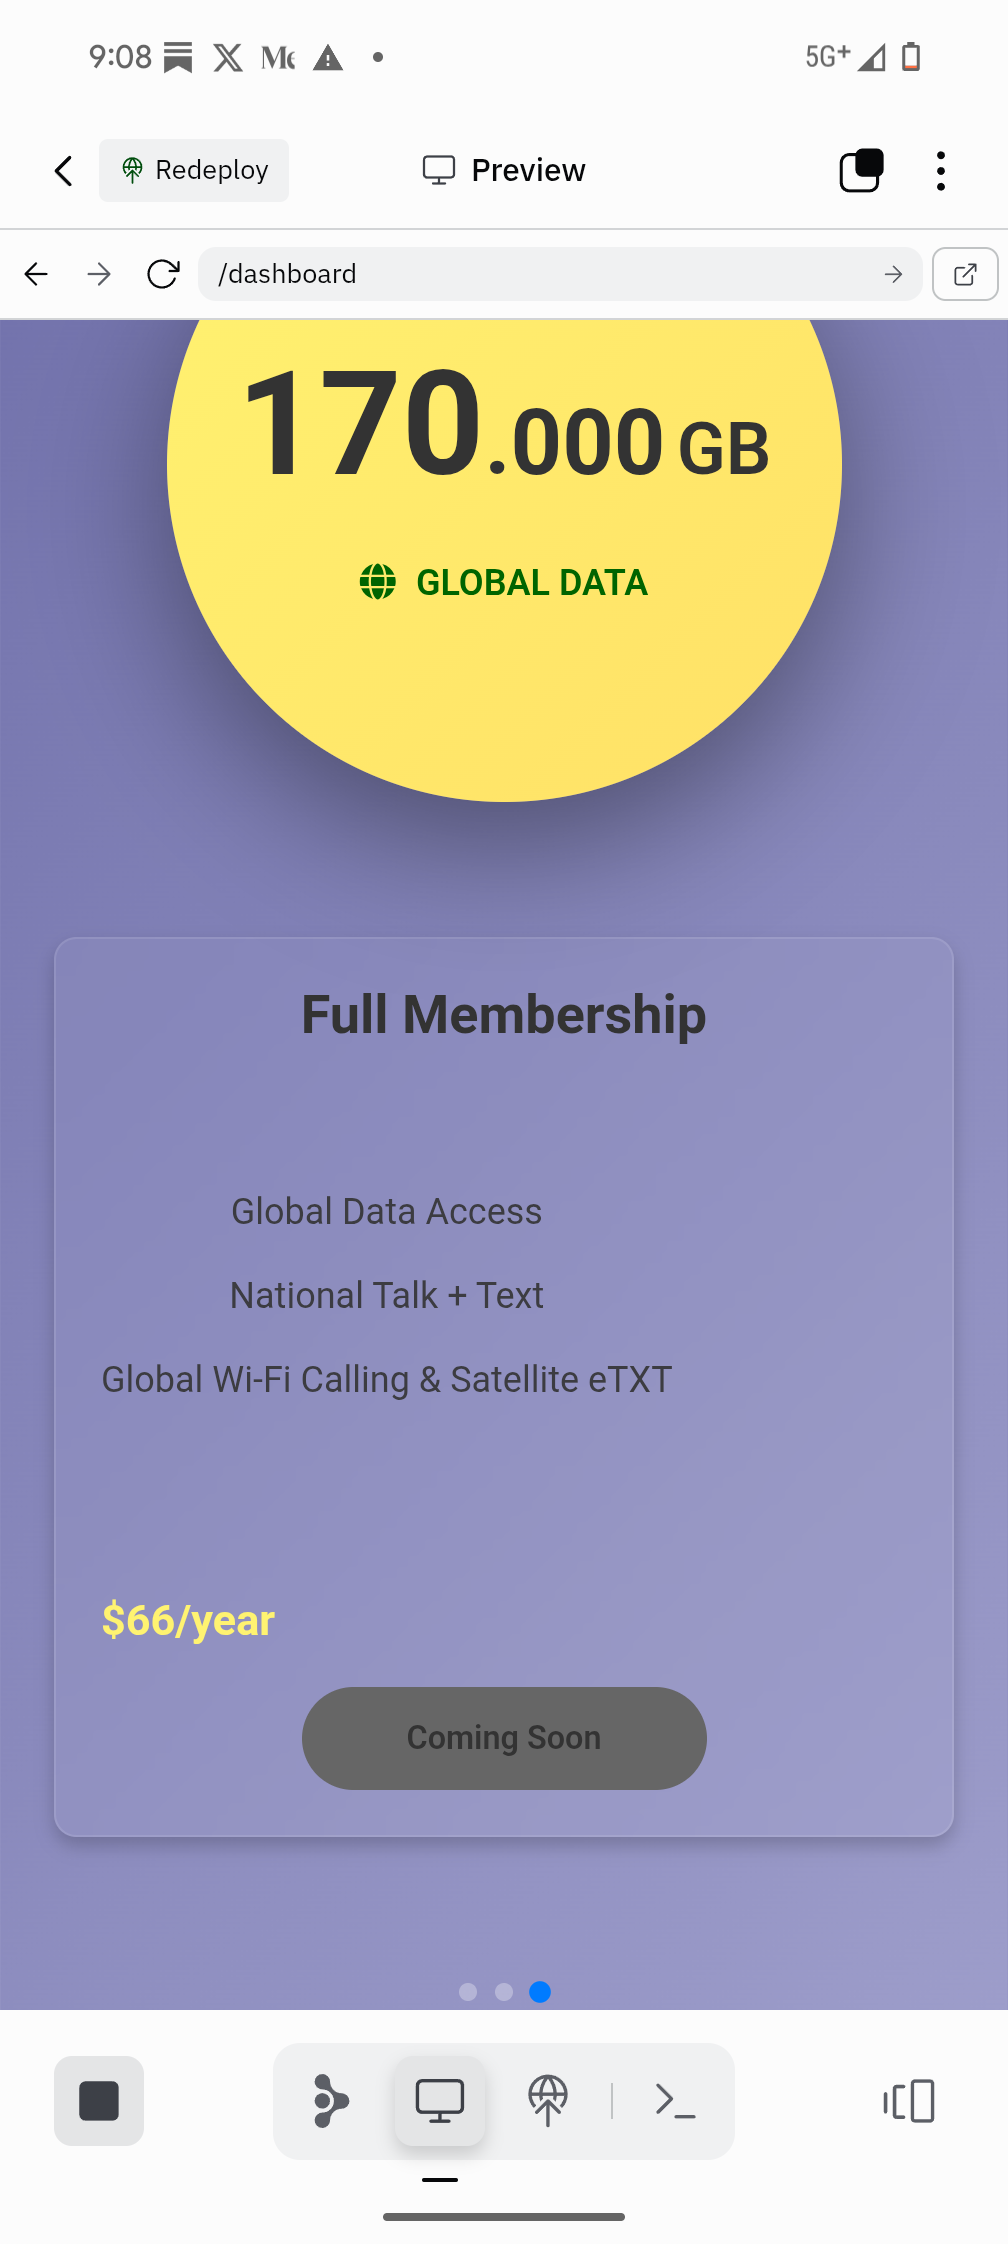 9:08
5G+
Redeploy
Preview
/dashboard
170.000 GB
GLOBAL DATA
Full Membership
Global Data Access
National Talk + Text
Global Wi-Fi Calling & Satellite eTXT
$66/year
Coming Soon